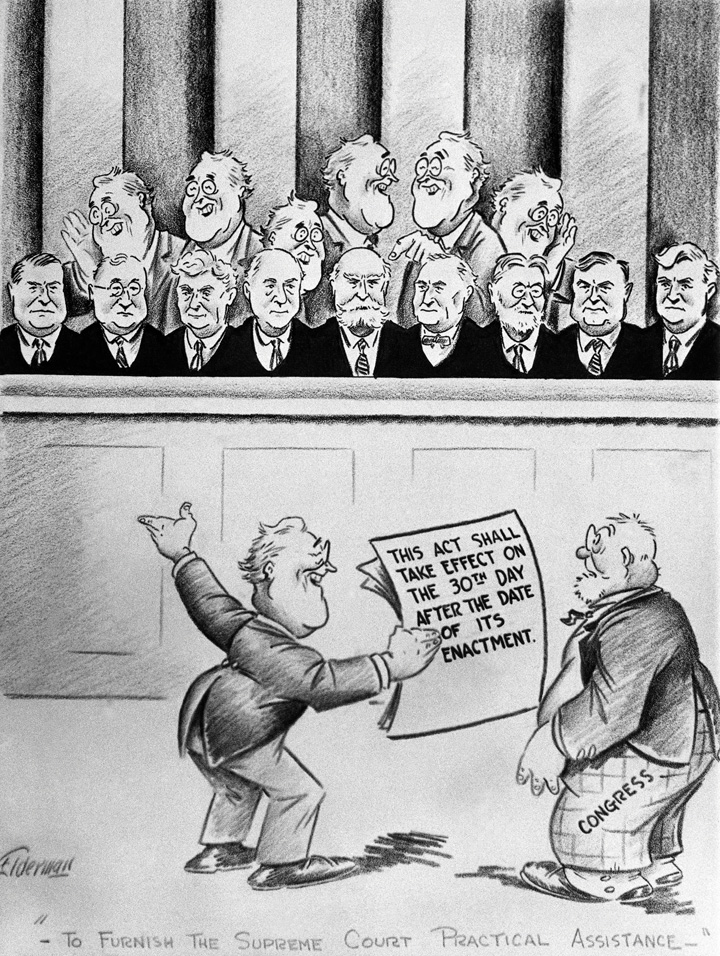 THIS ACT SHALL
TAKE EFFECT ON
THE 30TH DAY
AFTER THE DATE
OF ITS
ENACTMENT.
CONGRESS
Elderman
"- TO FURNISH THE SUPREME COURT PRACTICAL ASSISTANCE -"